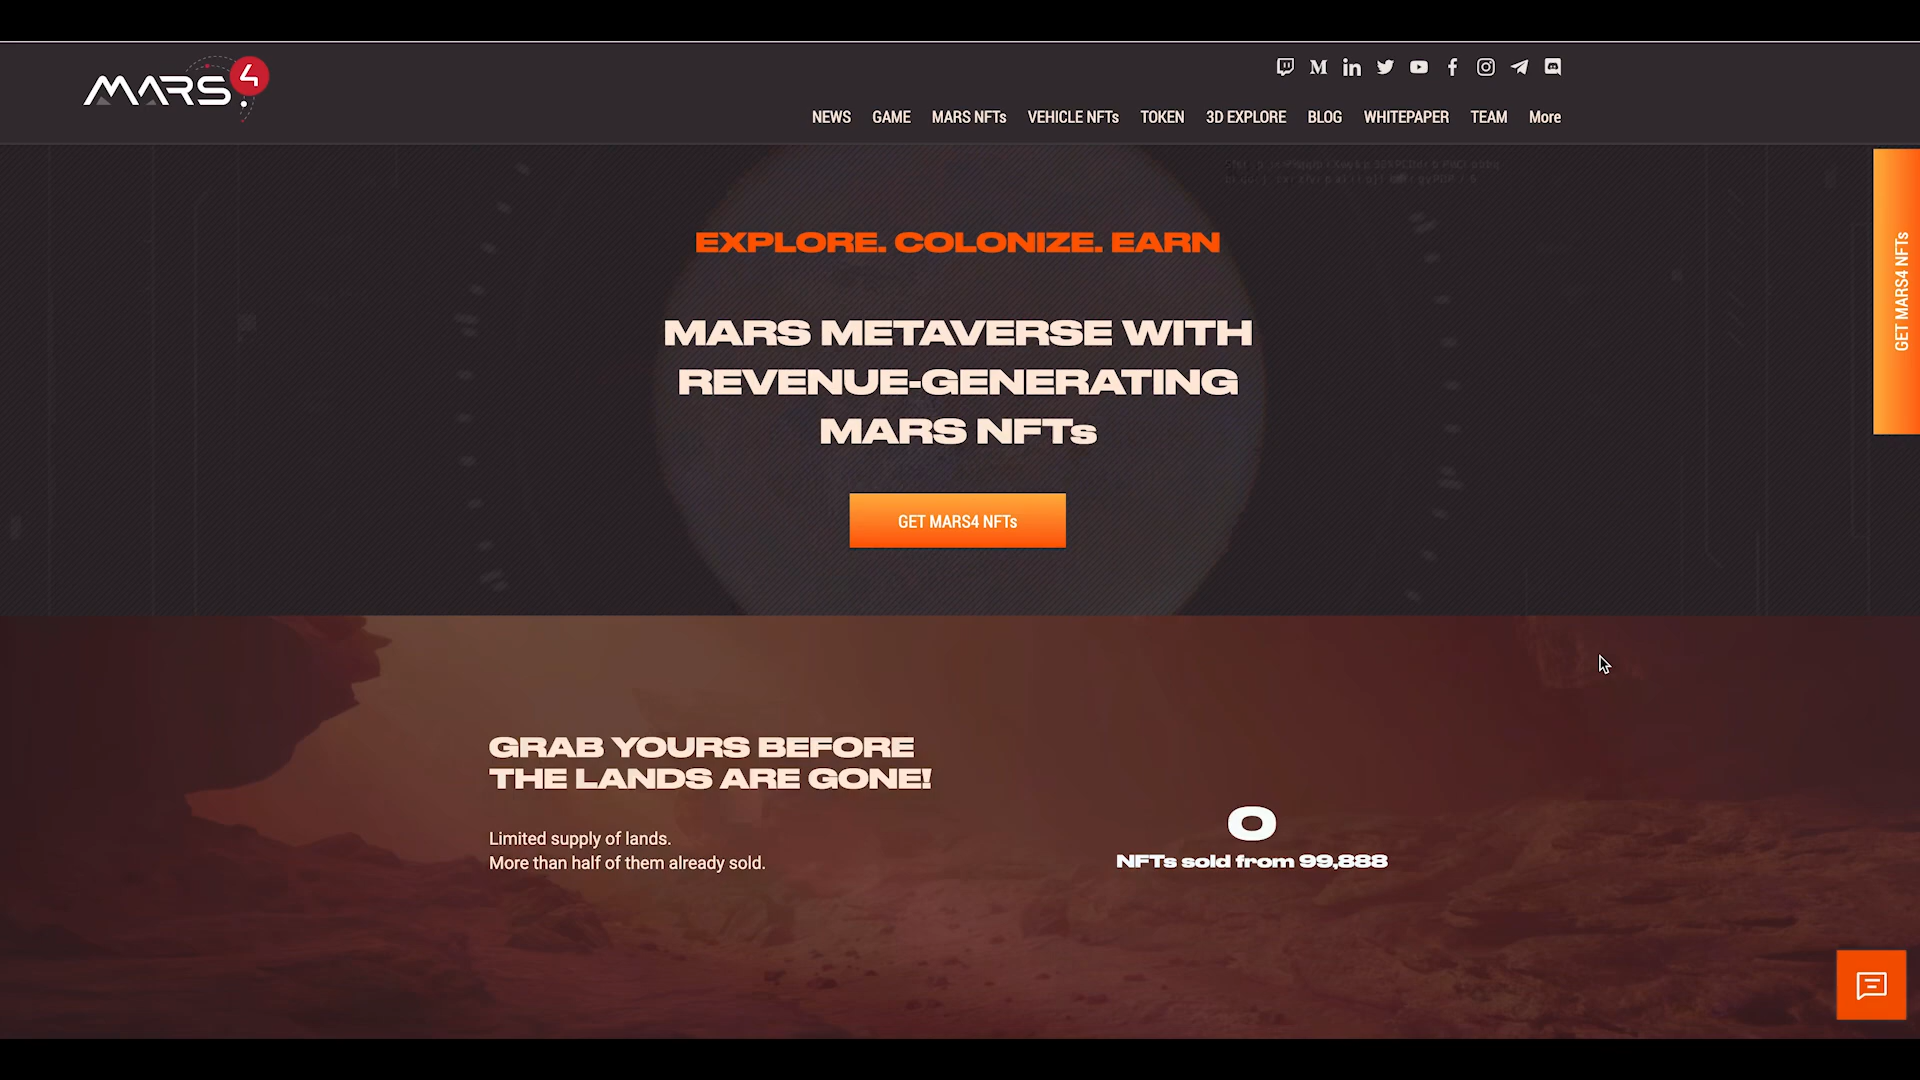 MARS4
NEWS GAME MARS NFTs VEHICLE NFTs TOKEN 3D EXPLORE BLOG WHITEPAPER TEAM More
EXPLORE. COLONIZE. EARN
MARS METAVERSE WITH
REVENUE-GENERATING
MARS NFTs
GET MARS4 NFTs
GET MARS4 NFTs
GRAB YOURS BEFORE
THE LANDS ARE GONE!
Limited supply of lands.
More than half of them already sold.
0
NFTs sold from 99,888